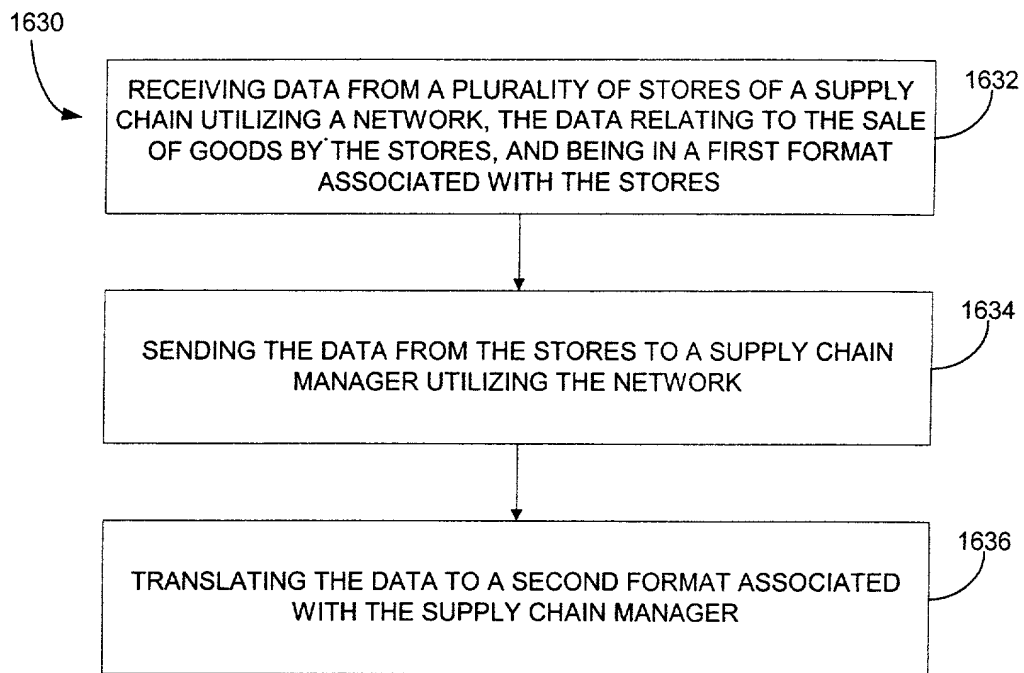 1630
RECEIVING DATA FROM A PLURALITY OF STORES OF A SUPPLY
CHAIN UTILIZING A NETWORK, THE DATA RELATING TO THE SALE
OF GOODS BY THE STORES, AND BEING IN A FIRST FORMAT
ASSOCIATED WITH THE STORES
1632
SENDING THE DATA FROM THE STORES TO A SUPPLY CHAIN
MANAGER UTILIZING THE NETWORK
1634
TRANSLATING THE DATA TO A SECOND FORMAT ASSOCIATED
WITH THE SUPPLY CHAIN MANAGER
1636